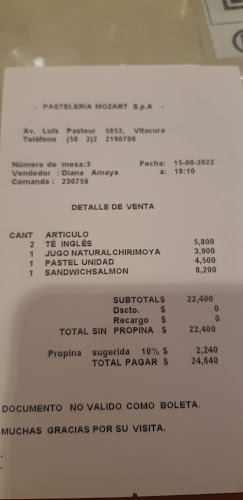 - PASTELERIA MOZART S.p.A -
Av. Luis Pasteur 5852, Vitacura
Teléfono (56 2)2 2190700
Número de mesa:3 Fecha: 15-08-2022
Vendedor : Diana Amaya a: 18:10
Comanda : 230759
DETALLE DE VENTA
CANT ARTICULO
2 TÉ INGLÉS 5,800
1 JUGO NATURALCHIRIMOYA 3,900
1 PASTEL UNIDAD 4,500
1 SANDWICHSALMON 8,200
SUBTOTAL$ 22,400
Dscto. $ 0
Recargo $ 0
TOTAL SIN PROPINA $ 22,400
Propina sugerida 10% $ 2,240
TOTAL PAGAR $ 24,640
DOCUMENTO NO VALIDO COMO BOLETA.
MUCHAS GRACIAS POR SU VISITA.